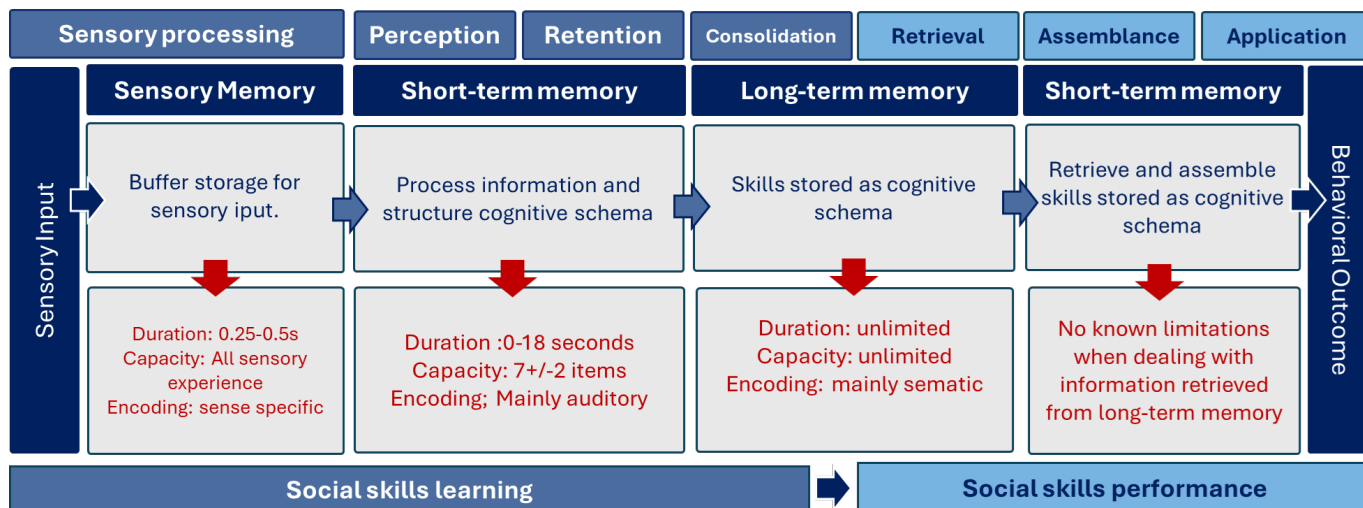 Sensory processing
Perception
Retention
Consolidation
Retrieval
Assemblance
Application
Sensory Input
Sensory Memory
Short-term memory
Long-term memory
Short-term memory
Behavioral Outcome
Buffer storage for
sensory iput.
Process information and
structure cognitive schema
Skills stored as cognitive
schema
Retrieve and assemble
skills stored as cognitive
schema
Duration: 0.25-0.5s
Capacity: All sensory
experience
Encoding: sense specific
Duration :0-18 seconds
Capacity: 7+/-2 items
Encoding; Mainly auditory
Duration: unlimited
Capacity: unlimited
Encoding: mainly sematic
No known limitations
when dealing with
information retrieved
from long-term memory
Social skills learning
Social skills performance